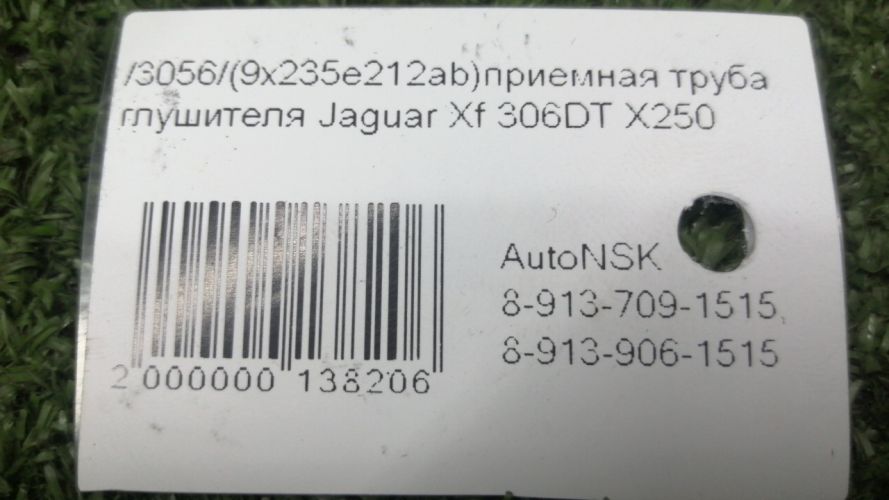 /3056/(9x235e212ab)приемная труба
глушителя Jaguar Xf 306DT X250
AutoNSK
8-913-709-1515
8-913-906-1515
2 000000 138206